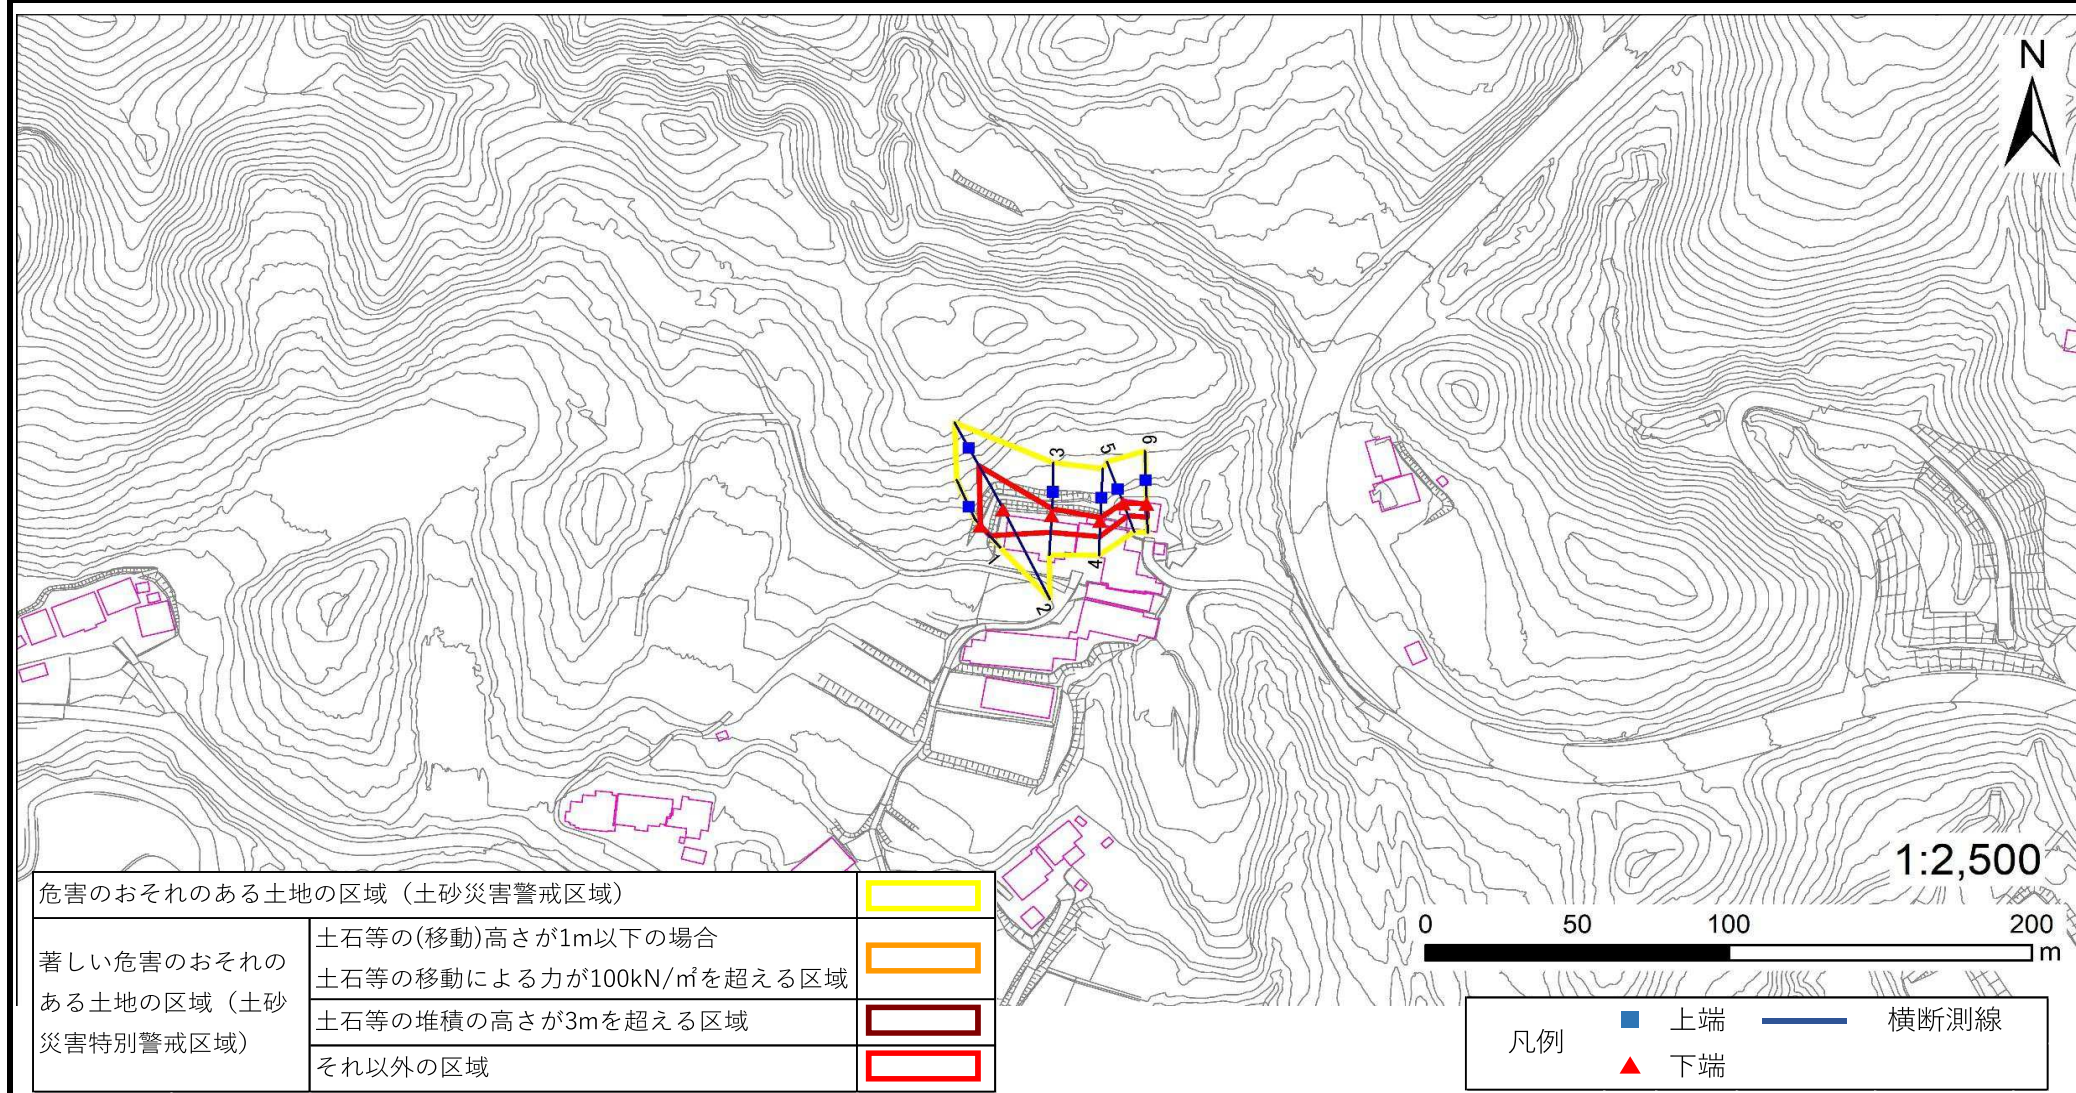 N
3
5
6
1
4
2
1:2,500
0 50 100 200
m
危害のおそれのある土地の区域（土砂災害警戒区域）
著しい危害のおそれの
ある土地の区域（土砂
災害特別警戒区域）
土石等の(移動)高さが1m以下の場合
土石等の移動による力が100kN/㎡を超える区域
土石等の堆積の高さが3mを超える区域
それ以外の区域
凡例
上端
横断測線
下端